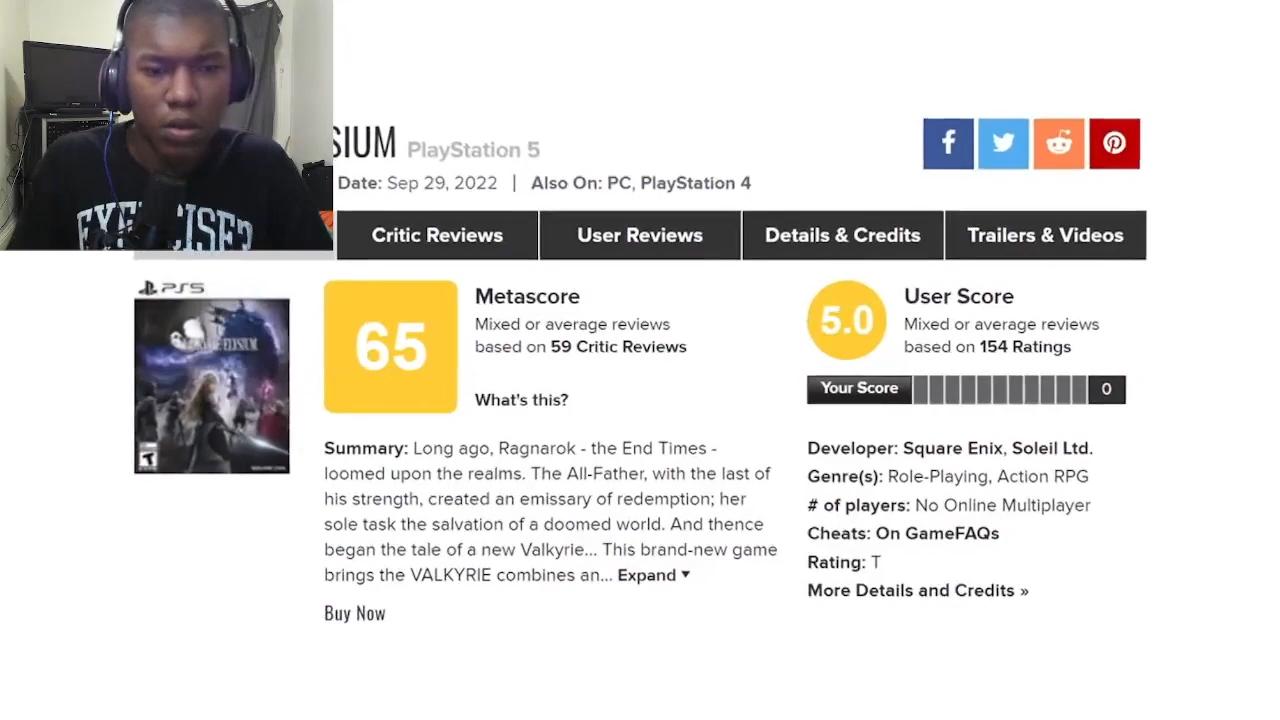 EXERCISE?
SIUM PlayStation 5
Date: Sep 29, 2022 | Also On: PC, PlayStation 4
Critic Reviews User Reviews Details & Credits Trailers & Videos
PS5
VALKYRIE ELYSIUM
T
SQUARE ENIX
65
Metascore
Mixed or average reviews
based on 59 Critic Reviews
What's this?
5.0
User Score
Mixed or average reviews
based on 154 Ratings
Your Score 0
Summary: Long ago, Ragnarok - the End Times -
loomed upon the realms. The All-Father, with the last of
his strength, created an emissary of redemption; her
sole task the salvation of a doomed world. And thence
began the tale of a new Valkyrie... This brand-new game
brings the VALKYRIE combines an... Expand ▼
Buy Now
Developer: Square Enix, Soleil Ltd.
Genre(s): Role-Playing, Action RPG
# of players: No Online Multiplayer
Cheats: On GameFAQs
Rating: T
More Details and Credits »